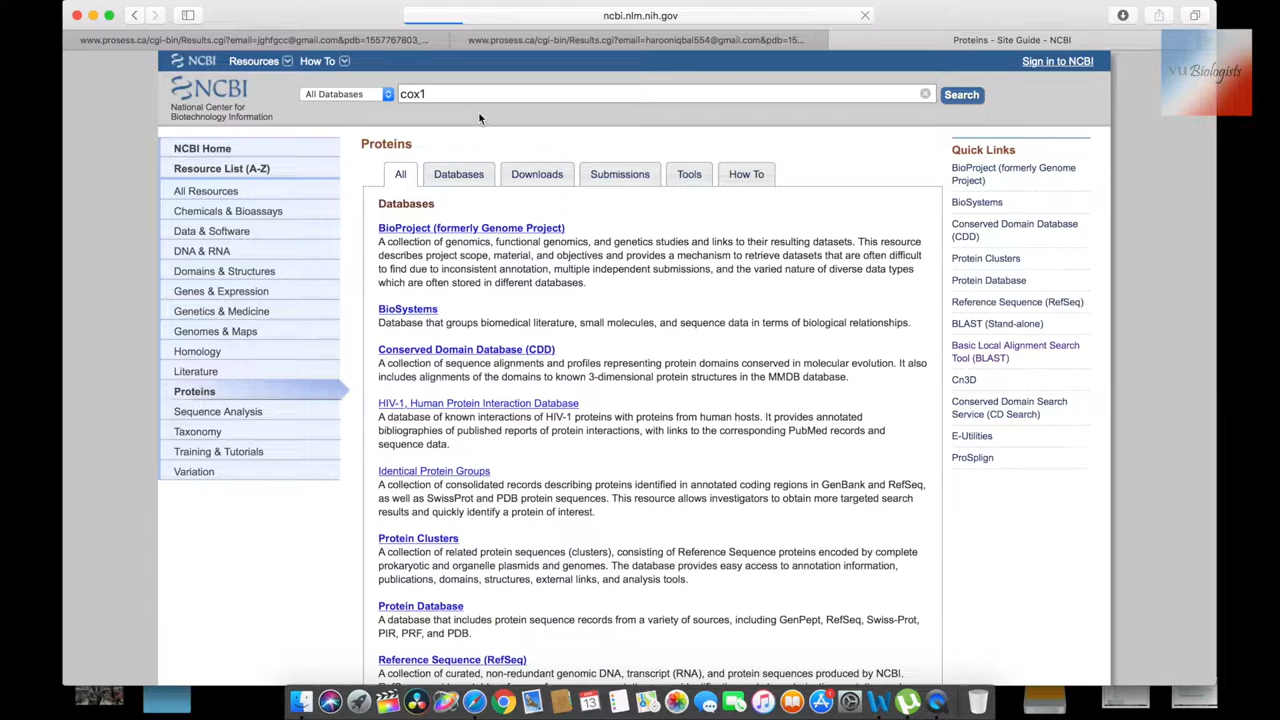 ncbi.nlm.nih.gov
www.prosess.ca/cgi-bin/Results.cgi?email=jghfgcc@gmail.com&pdb=1557767803_...
www.prosess.ca/cgi-bin/Results.cgi?email=harooniqbal554@gmail.com&pdb=15...
Proteins - Site Guide - NCBI
NCBI Resources How To Sign in to NCBI
vu Biologists
NCBI
National Center for
Biotechnology Information
All Databases cox1 Search
NCBI Home
Resource List (A-Z)
All Resources
Chemicals & Bioassays
Data & Software
DNA & RNA
Domains & Structures
Genes & Expression
Genetics & Medicine
Genomes & Maps
Homology
Literature
Proteins
Sequence Analysis
Taxonomy
Training & Tutorials
Variation
Proteins
All Databases Downloads Submissions Tools How To
Databases
BioProject (formerly Genome Project)
A collection of genomics, functional genomics, and genetics studies and links to their resulting datasets. This resource
describes project scope, material, and objectives and provides a mechanism to retrieve datasets that are often difficult
to find due to inconsistent annotation, multiple independent submissions, and the varied nature of diverse data types
which are often stored in different databases.
BioSystems
Database that groups biomedical literature, small molecules, and sequence data in terms of biological relationships.
Conserved Domain Database (CDD)
A collection of sequence alignments and profiles representing protein domains conserved in molecular evolution. It also
includes alignments of the domains to known 3-dimensional protein structures in the MMDB database.
HIV-1, Human Protein Interaction Database
A database of known interactions of HIV-1 proteins with proteins from human hosts. It provides annotated
bibliographies of published reports of protein interactions, with links to the corresponding PubMed records and
sequence data.
Identical Protein Groups
A collection of consolidated records describing proteins identified in annotated coding regions in GenBank and RefSeq,
as well as SwissProt and PDB protein sequences. This resource allows investigators to obtain more targeted search
results and quickly identify a protein of interest.
Protein Clusters
A collection of related protein sequences (clusters), consisting of Reference Sequence proteins encoded by complete
prokaryotic and organelle plasmids and genomes. The database provides easy access to annotation information,
publications, domains, structures, external links, and analysis tools.
Protein Database
A database that includes protein sequence records from a variety of sources, including GenPept, RefSeq, Swiss-Prot,
PIR, PRF, and PDB.
Reference Sequence (RefSeq)
A collection of curated, non-redundant genomic DNA, transcript (RNA), and protein sequences produced by NCBI.
Quick Links
BioProject (formerly Genome
Project)
BioSystems
Conserved Domain Database
(CDD)
Protein Clusters
Protein Database
Reference Sequence (RefSeq)
BLAST (Stand-alone)
Basic Local Alignment Search
Tool (BLAST)
Cn3D
Conserved Domain Search
Service (CD Search)
E-Utilities
ProSplign
13